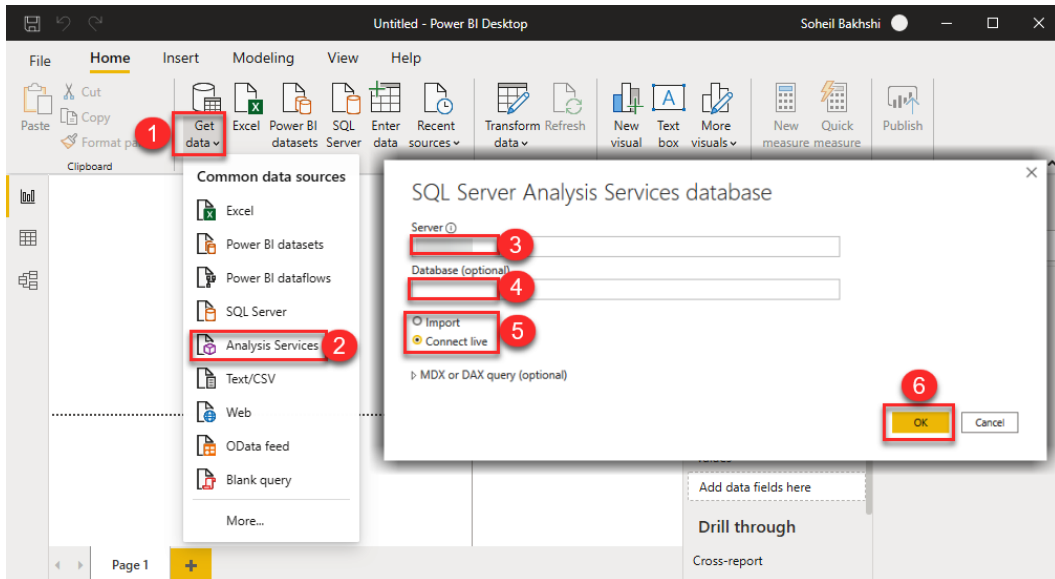 Untitled - Power BI Desktop
Soheil Bakhshi
File Home Insert Modeling View Help
Paste
Cut
Copy
Format
Clipboard
1
Get data
Excel
Power BI datasets
SQL Server
Enter data
Recent sources
Transform data
Refresh
New visual
Text box
More visuals
New measure
Quick measure
Publish
Common data sources
Excel
Power BI datasets
Power BI dataflows
SQL Server
Analysis Services 2
Text/CSV
Web
OData feed
Blank query
More...
SQL Server Analysis Services database
Server
3
Database (optional)
4
Import
Connect live
5
MDX or DAX query (optional)
6
OK Cancel
Add data fields here
Drill through
Cross-report
Page 1